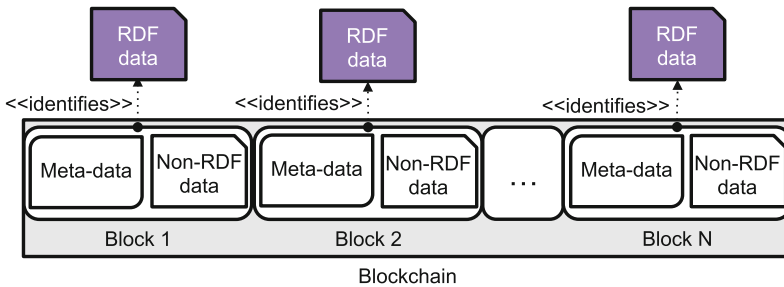 RDF
data
RDF
data
RDF
data
<<identifies>>
<<identifies>>
<<identifies>>
Meta-data
Non-RDF
data
Meta-data
Non-RDF
data
...
Meta-data
Non-RDF
data
Block 1
Block 2
Block N
Blockchain